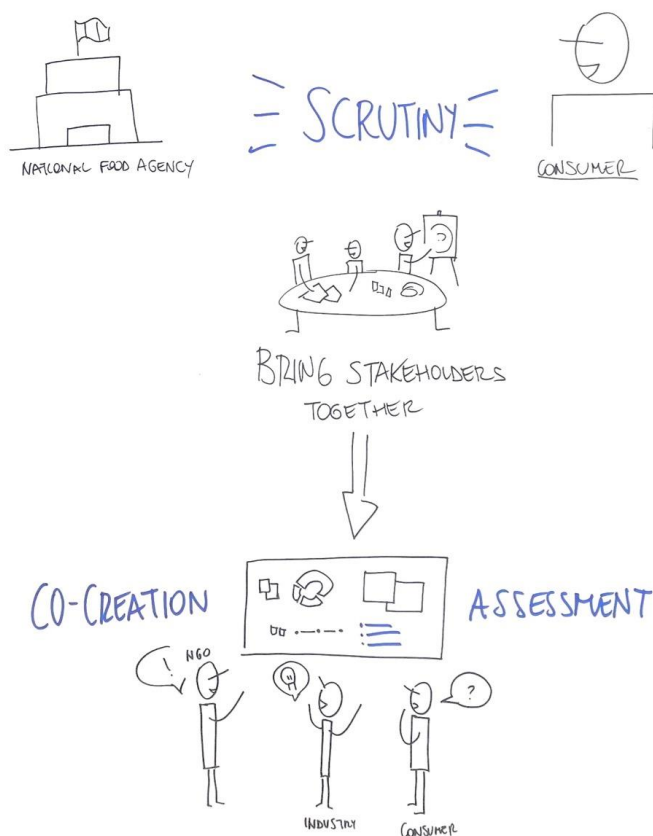 SCRUTINY
NATIONAL FOOD AGENCY
CONSUMER
BRING STAKEHOLDERS
TOGETHER
CO-CREATION
ASSESSMENT
!
NGO
?
INDUSTRY
CONSUMER